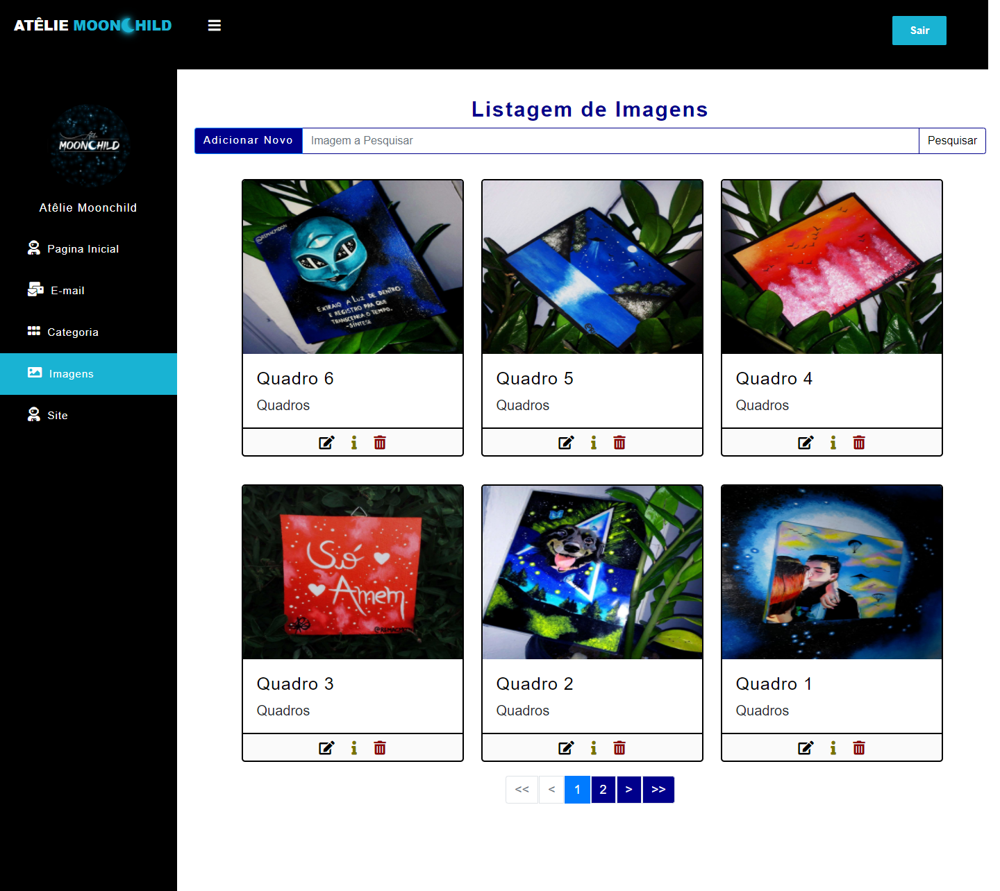 ATÊLIE MOONCHILD
Sair
Atêlie
MOONCHILD
Atêlie Moonchild
Pagina Inicial
E-mail
Categoria
Imagens
Site
Listagem de Imagens
Adicionar Novo
Imagem a Pesquisar
Pesquisar
@REMACMOON
EXTRAIO A LUZ DE DENTRO
E REGISTRO PRA QUE
TRANSCENDA O TEMPO.
-SÍNTESE
Quadro 6
Quadros
Quadro 5
Quadros
Quadro 4
Quadros
Só
Amem
Quadro 3
Quadros
Quadro 2
Quadros
Quadro 1
Quadros
<< < 1 2 > >>